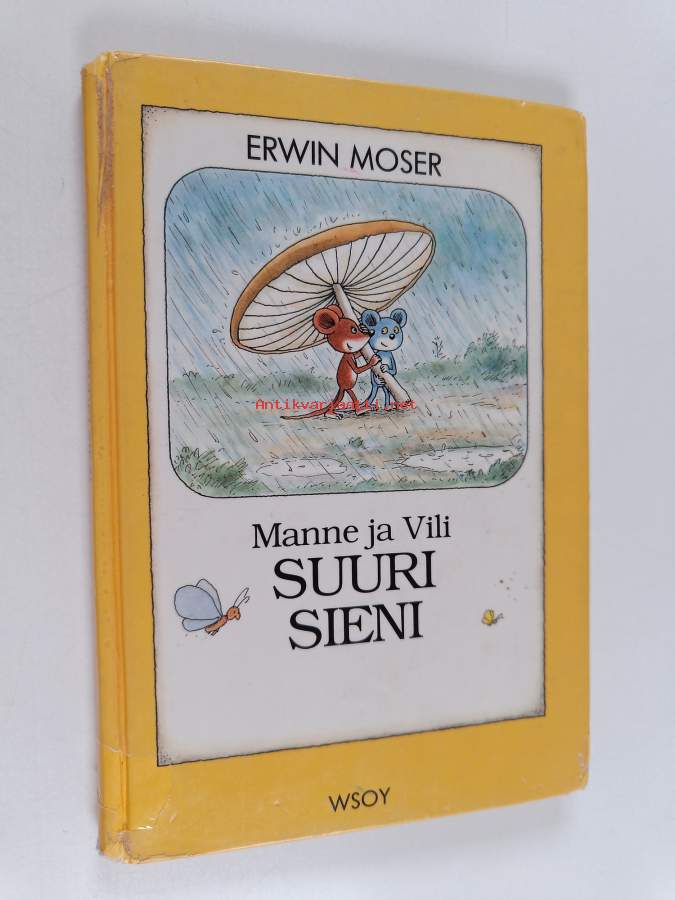 ERWIN MOSER
Antikvariaatti.net
Manne ja Vili
SUURI
SIENI
WSOY